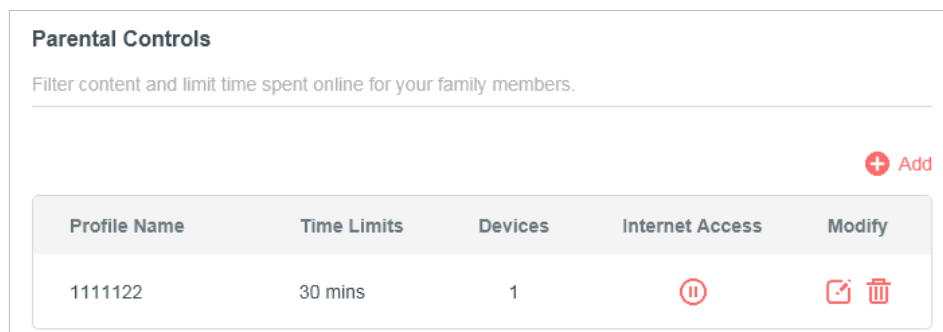 Parental Controls
Filter content and limit time spent online for your family members.
Add
Profile Name Time Limits Devices Internet Access Modify
1111122 30 mins 1